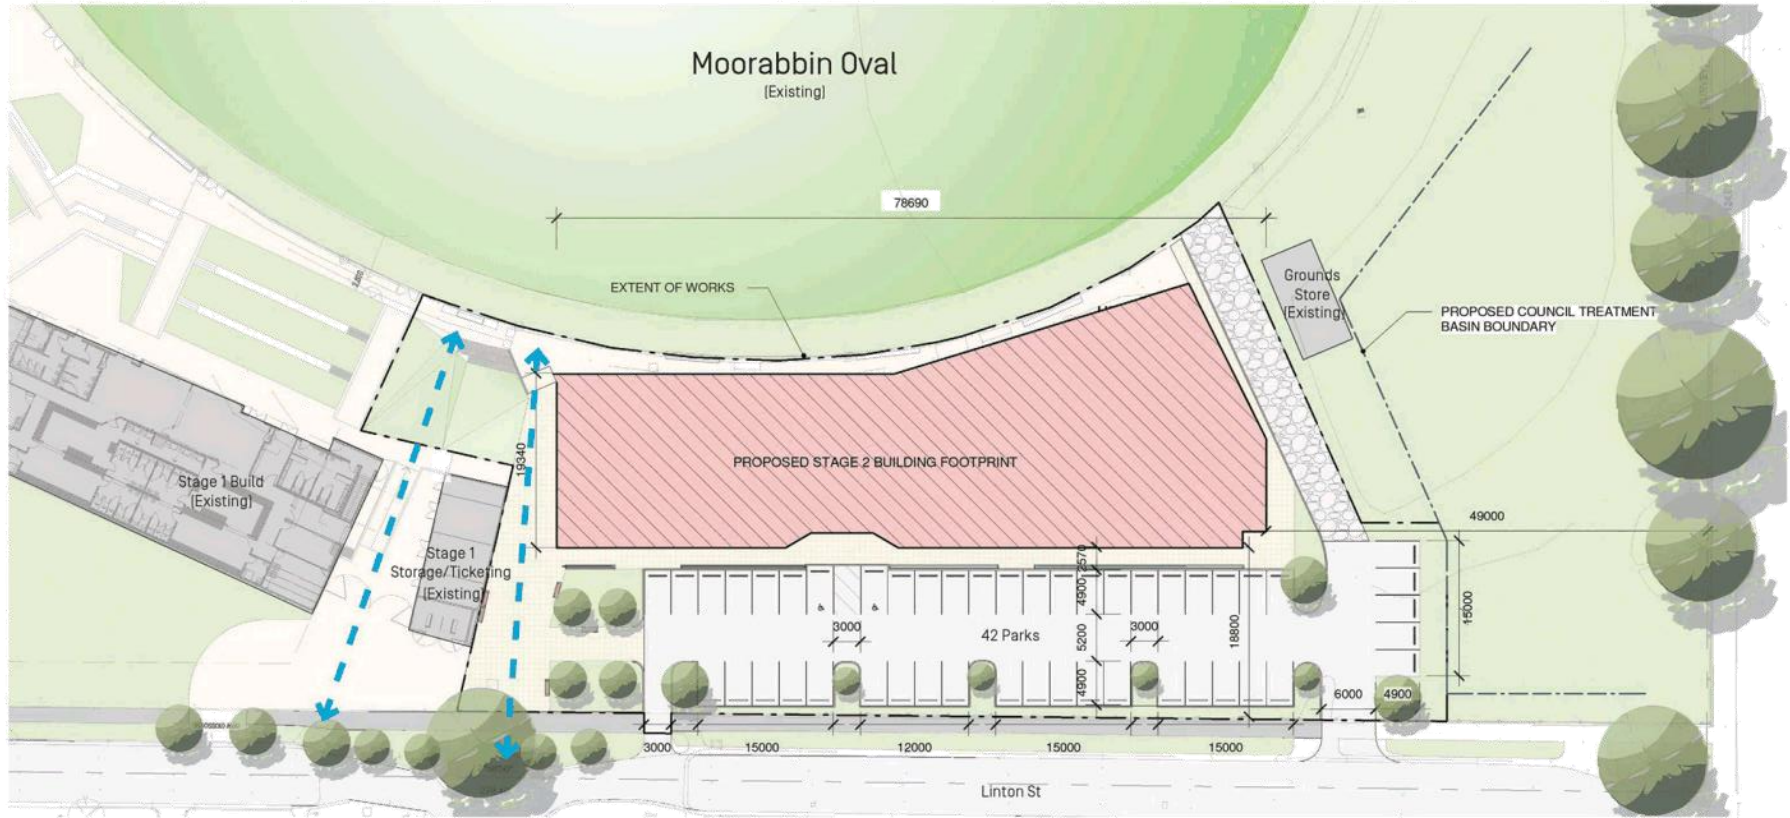 Moorabbin Oval
(Existing)
78690
EXTENT OF WORKS
Grounds
Store
(Existing)
PROPOSED COUNCIL TREATMENT
BASIN BOUNDARY
19340
PROPOSED STAGE 2 BUILDING FOOTPRINT
Stage 1 Build
(Existing)
Stage 1
Storage/Ticketing
(Existing)
49000
2570
4900
5200
4900
18800
15000
3000
42 Parks
3000
6000
4900
3000
15000
12000
15000
15000
Linton St